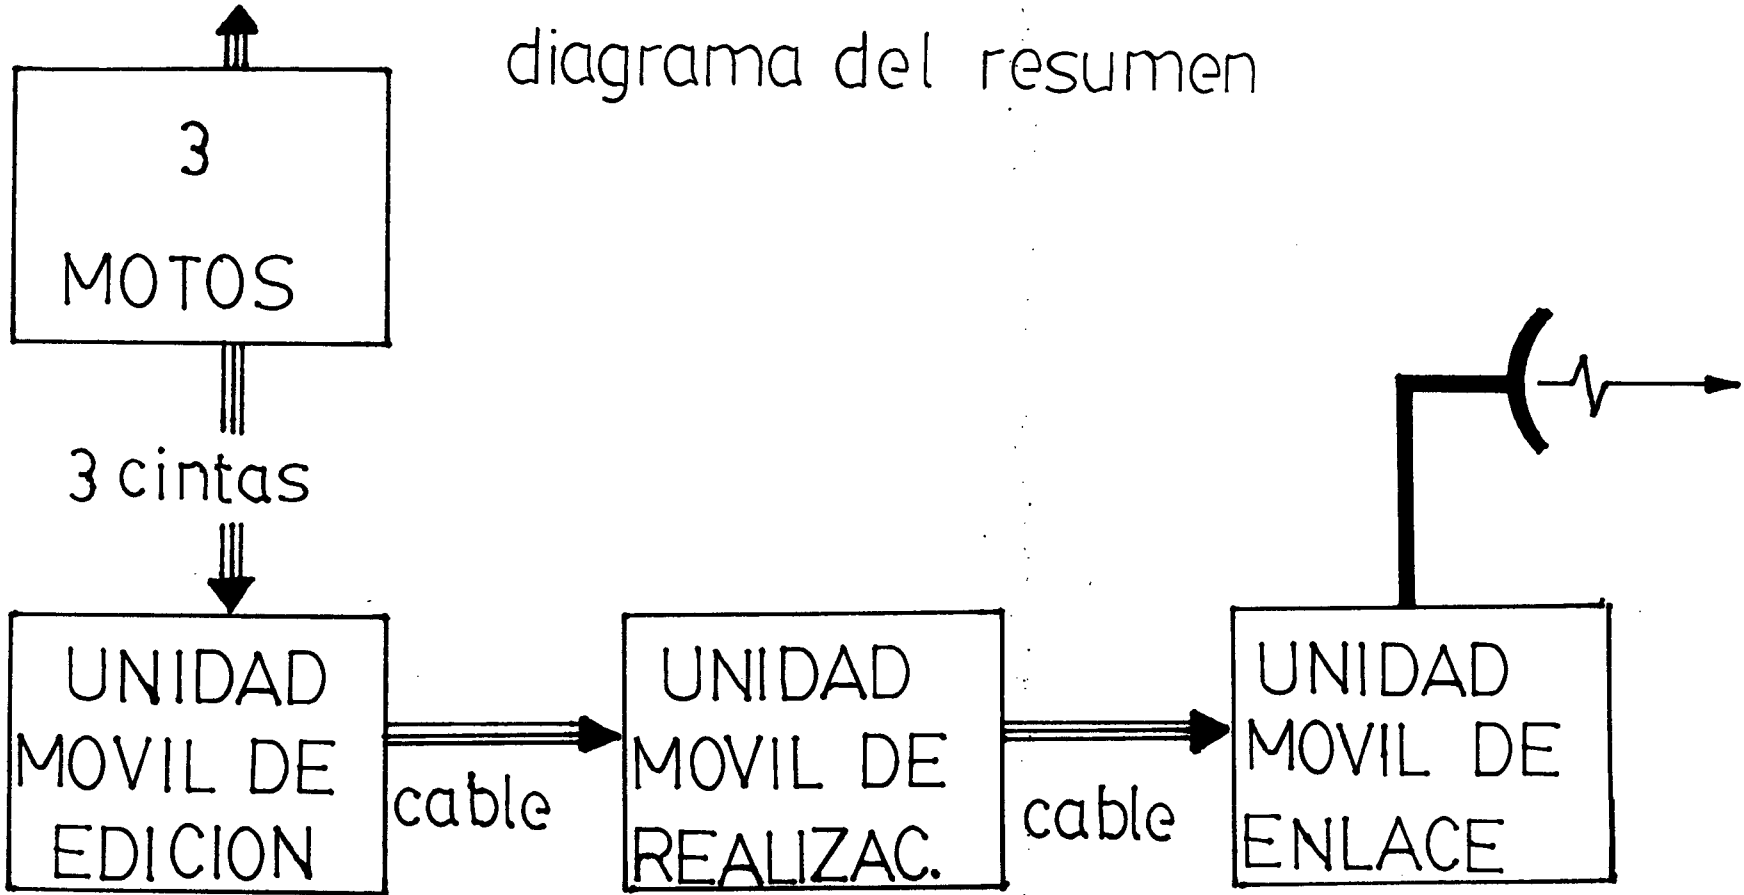 diagrama del resumen
3
MOTOS
3 cintas
UNIDAD
MOVIL DE
EDICION
cable
UNIDAD
MOVIL DE
REALIZAC.
cable
UNIDAD
MOVIL DE
ENLACE